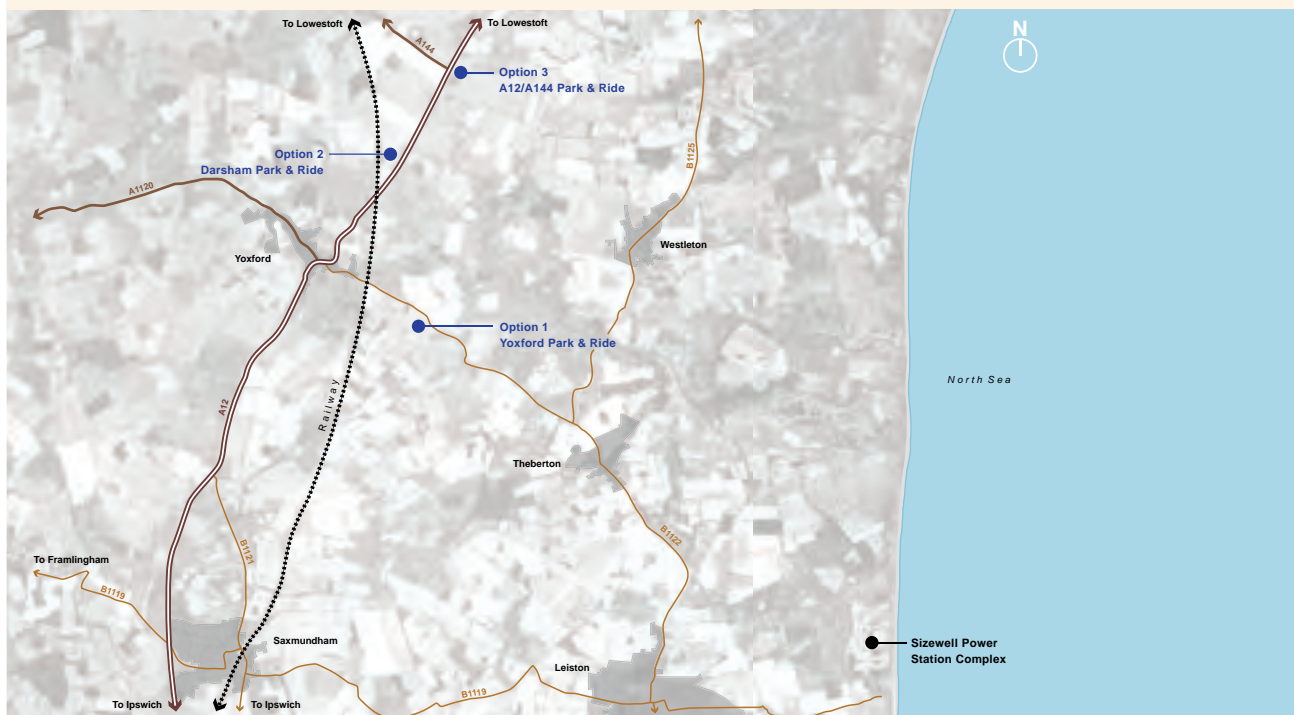 To Lowestoft
To Lowestoft
N
A144
Option 3
A12/A144 Park & Ride
Option 2
Darsham Park & Ride
B1125
A1120
Yoxford
Westleton
Option 1
Yoxford Park & Ride
North Sea
Railway
A12
Theberton
B1122
B1121
To Framlingham
B1119
Saxmundham
Sizewell Power
Station Complex
Leiston
B1119
To Ipswich
To Ipswich